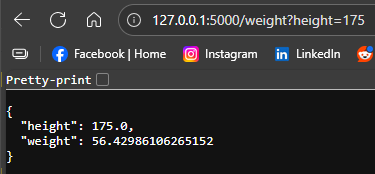 127.0.0.1:5000/weight?height=175
Facebook | Home Instagram LinkedIn
Pretty-print
{
  "height": 175.0,
  "weight": 56.42986106265152
}